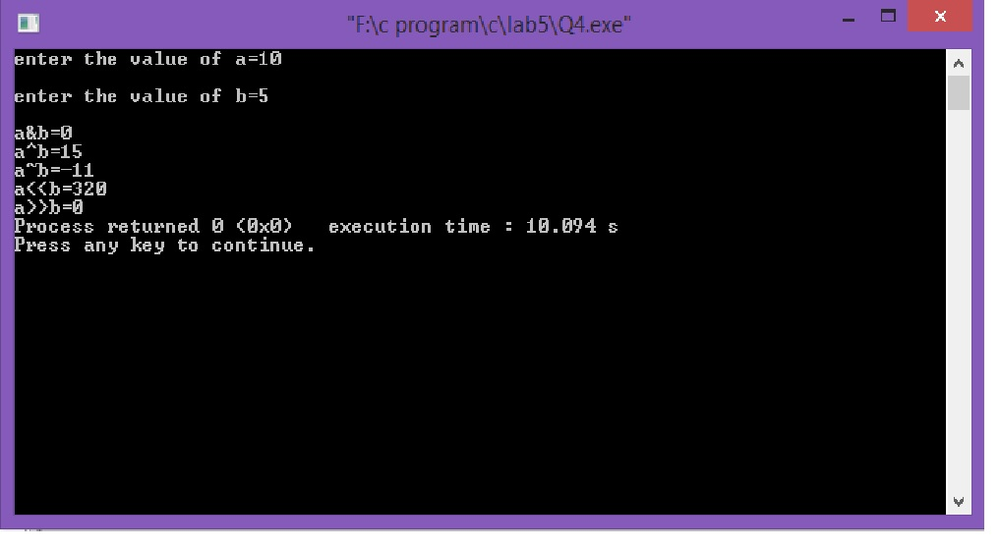 "F:\c program\c\lab5\Q4.exe"
enter the value of a=10
enter the value of b=5
a&b=0
a^b=15
a~b=-11
a<<b=320
a>>b=0
Process returned 0 (0x0)   execution time : 10.094 s
Press any key to continue.